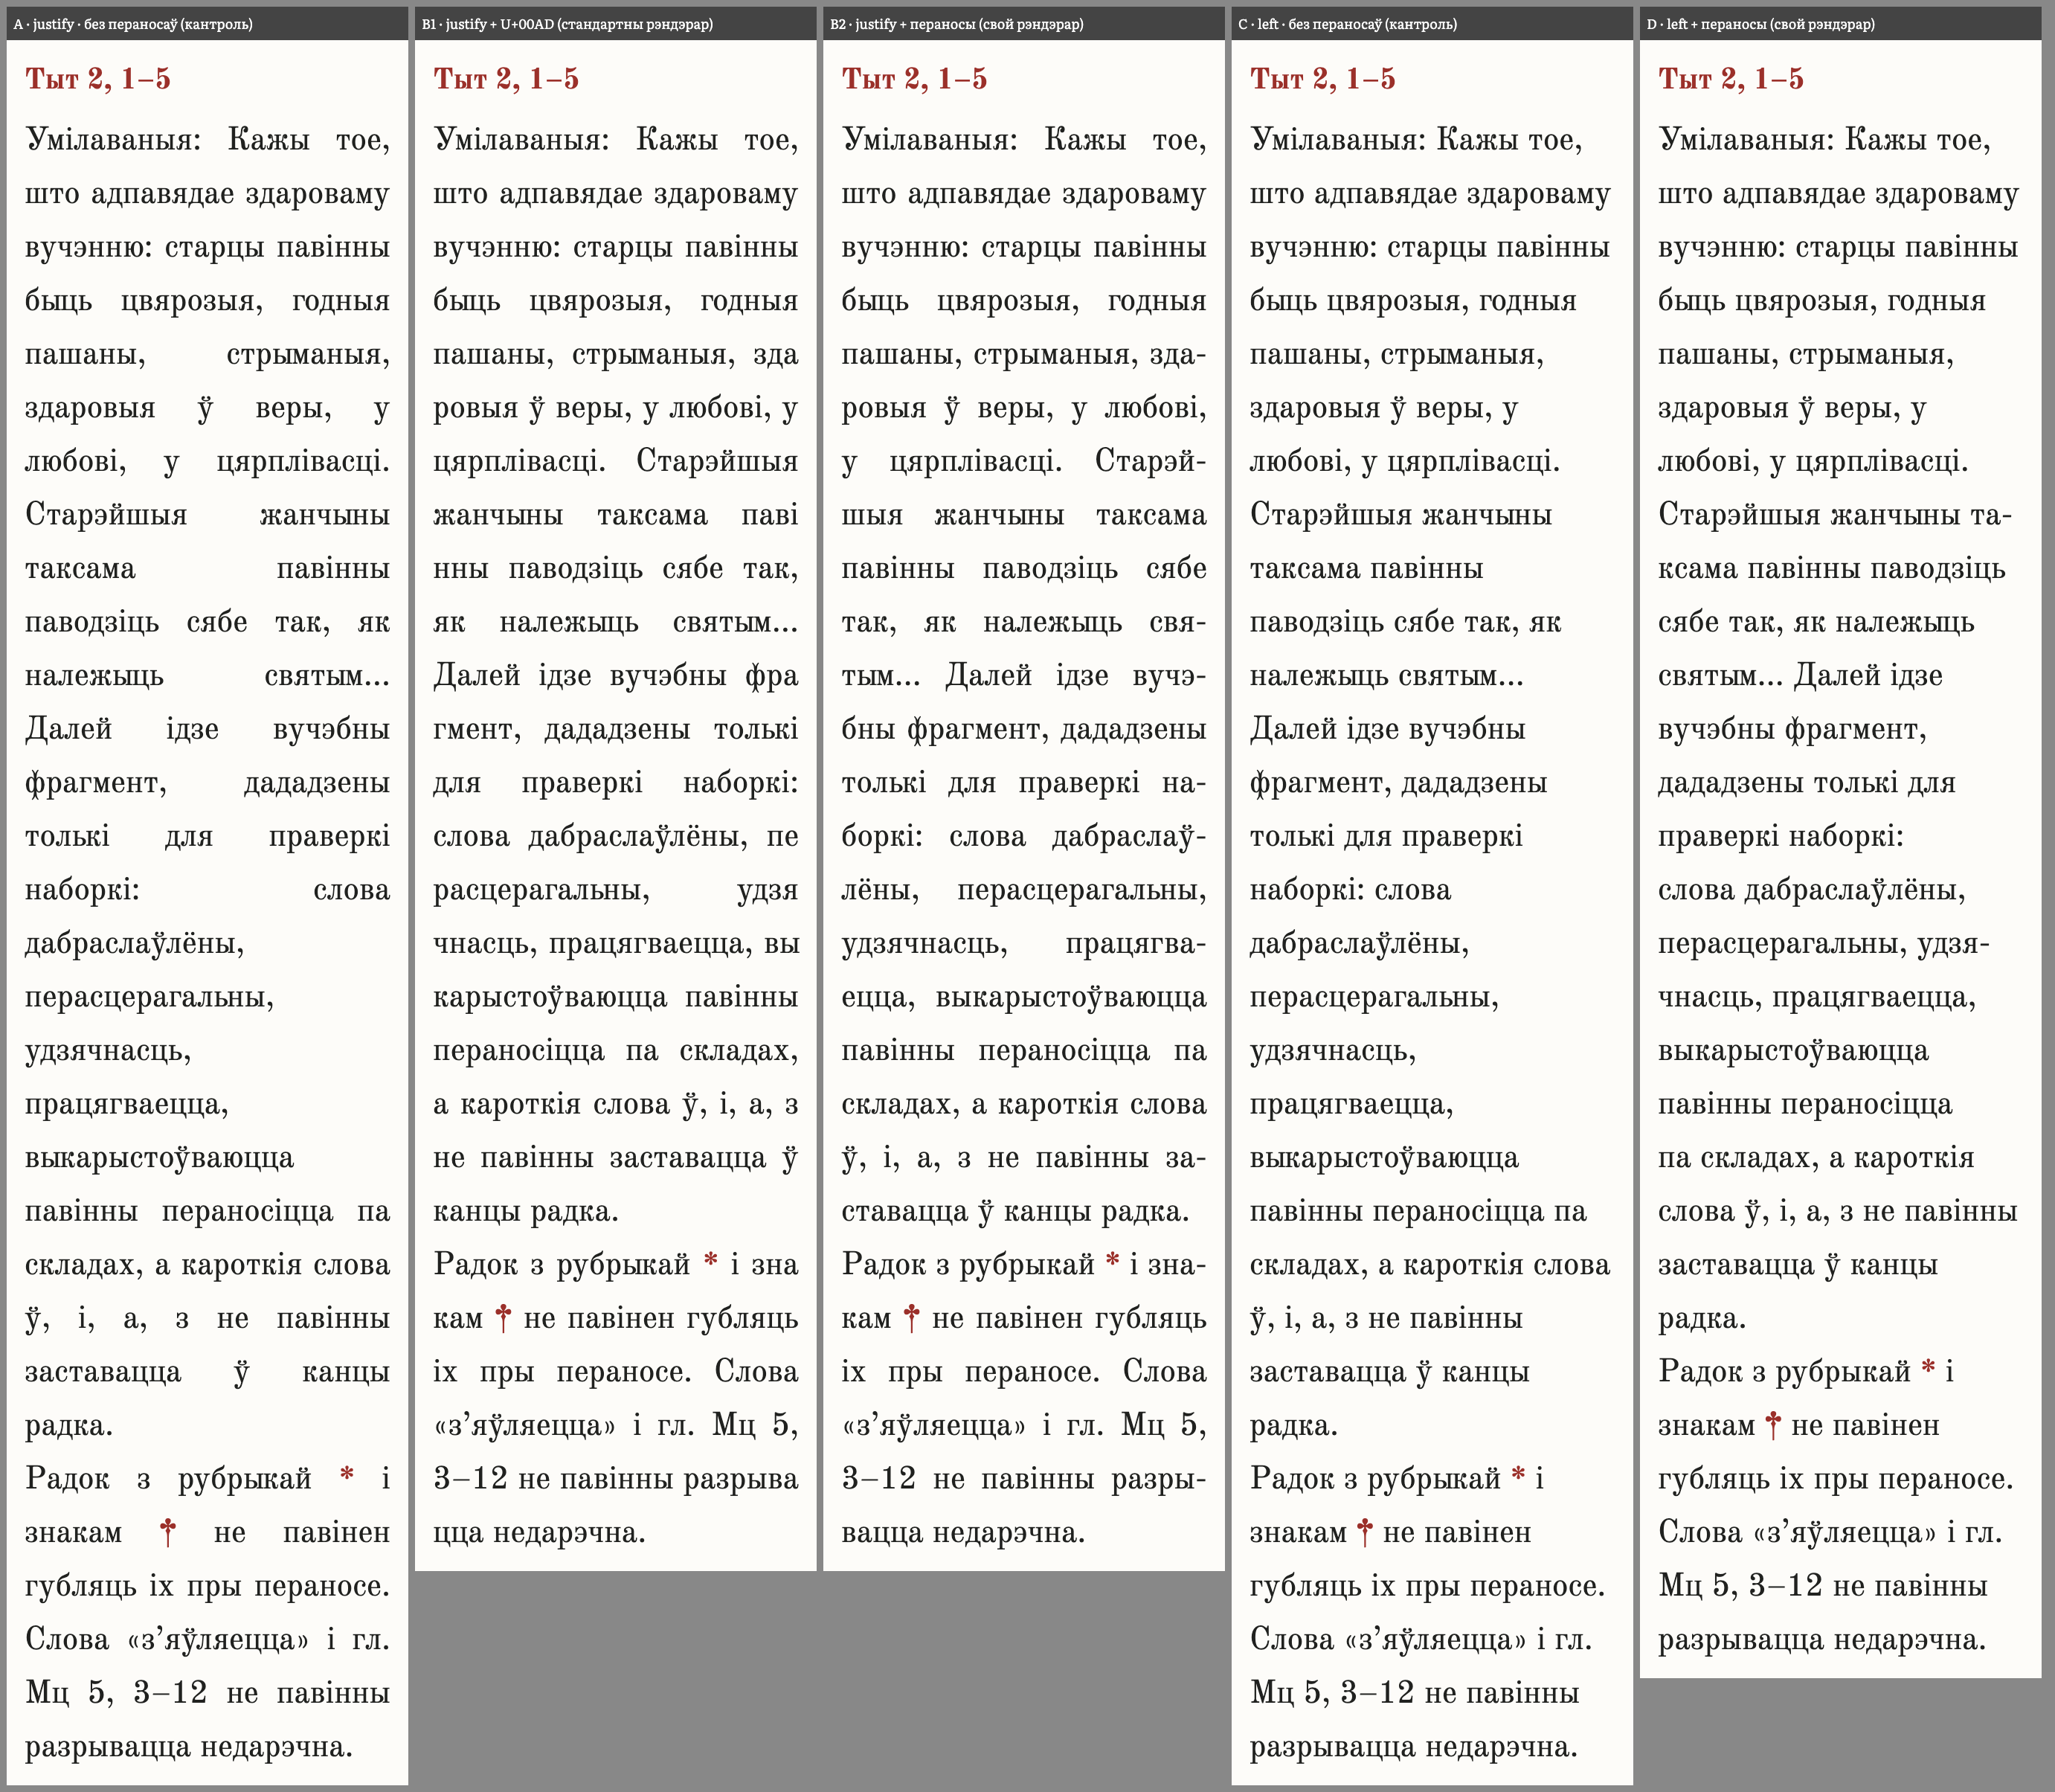 A · justify · без пераносаў (кантроль)
Тыт 2, 1–5
Умілаваныя: Кажы тое,
што адпавядае здароваму
вучэнню: старцы павінны
быць цвярозыя, годныя
пашаны, стрыманыя,
здаровыя ў веры, у
любові, у цярплівасці.
Старэйшыя жанчыны
таксама павінны
паводзіць сябе так, як
належыць святым...
Далей ідзе вучэбны
фрагмент, дададзены
толькі для праверкі
наборкі: слова
дабраслаўлёны,
перасцерагальны,
удзячнасць,
працягваецца,
выкарыстоўваюцца
павінны пераносіцца па
складах, а кароткія слова
ў, і, а, з не павінны
заставацца ў канцы
радка.
Радок з рубрыкай * і
знакам † не павінен
губляць іх пры пераносе.
Слова «з’яўляецца» і гл.
Мц 5, 3–12 не павінны
разрывацца недарэчна.
B1 · justify + U+00AD (стандартны рэндэрар)
Тыт 2, 1–5
Умілаваныя: Кажы тое,
што адпавядае здароваму
вучэнню: старцы павінны
быць цвярозыя, годныя
пашаны, стрыманыя, зда
ровыя ў веры, у любові, у
цярплівасці. Старэйшыя
жанчыны таксама паві
нны паводзіць сябе так,
як належыць святым...
Далей ідзе вучэбны фра
гмент, дададзены толькі
для праверкі наборкі:
слова дабраслаўлёны, пе
расцерагальны, удзя
чнасць, працягваецца, вы
карыстоўваюцца павінны
пераносіцца па складах,
а кароткія слова ў, і, а, з
не павінны заставацца ў
канцы радка.
Радок з рубрыкай * і зна
кам † не павінен губляць
іх пры пераносе. Слова
«з’яўляецца» і гл. Мц 5,
3–12 не павінны разрыва
цца недарэчна.
B2 · justify + пераносы (свой рэндэрар)
Тыт 2, 1–5
Умілаваныя: Кажы тое,
што адпавядае здароваму
вучэнню: старцы павінны
быць цвярозыя, годныя
пашаны, стрыманыя, зда-
ровыя ў веры, у любові,
у цярплівасці. Старэй-
шыя жанчыны таксама
павінны паводзіць сябе
так, як належыць свя-
тым... Далей ідзе вучэ-
бны фрагмент, дададзены
толькі для праверкі на-
боркі: слова дабраслаў-
лёны, перасцерагальны,
удзячнасць, працягва-
ецца, выкарыстоўваюцца
павінны пераносіцца па
складах, а кароткія слова
ў, і, а, з не павінны за-
ставацца ў канцы радка.
Радок з рубрыкай * і зна-
кам † не павінен губляць
іх пры пераносе. Слова
«з’яўляецца» і гл. Мц 5,
3–12 не павінны разры-
вацца недарэчна.
C · left · без пераносаў (кантроль)
Тыт 2, 1–5
Умілаваныя: Кажы тое,
што адпавядае здароваму
вучэнню: старцы павінны
быць цвярозыя, годныя
пашаны, стрыманыя,
здаровыя ў веры, у
любові, у цярплівасці.
Старэйшыя жанчыны
таксама павінны
паводзіць сябе так, як
належыць святым...
Далей ідзе вучэбны
фрагмент, дададзены
толькі для праверкі
наборкі: слова
дабраслаўлёны,
перасцерагальны,
удзячнасць,
працягваецца,
выкарыстоўваюцца
павінны пераносіцца па
складах, а кароткія слова
ў, і, а, з не павінны
заставацца ў канцы
радка.
Радок з рубрыкай * і
знакам † не павінен
губляць іх пры пераносе.
Слова «з’яўляецца» і гл.
Мц 5, 3–12 не павінны
разрывацца недарэчна.
D · left + пераносы (свой рэндэрар)
Тыт 2, 1–5
Умілаваныя: Кажы тое,
што адпавядае здароваму
вучэнню: старцы павінны
быць цвярозыя, годныя
пашаны, стрыманыя,
здаровыя ў веры, у
любові, у цярплівасці.
Старэйшыя жанчыны та-
ксама павінны паводзіць
сябе так, як належыць
святым... Далей ідзе
вучэбны фрагмент,
дададзены толькі для
праверкі наборкі:
слова дабраслаўлёны,
перасцерагальны, удзя-
чнасць, працягваецца,
выкарыстоўваюцца
павінны пераносіцца
па складах, а кароткія
слова ў, і, а, з не павінны
заставацца ў канцы
радка.
Радок з рубрыкай * і
знакам † не павінен
губляць іх пры пераносе.
Слова «з’яўляецца» і гл.
Мц 5, 3–12 не павінны
разрывацца недарэчна.